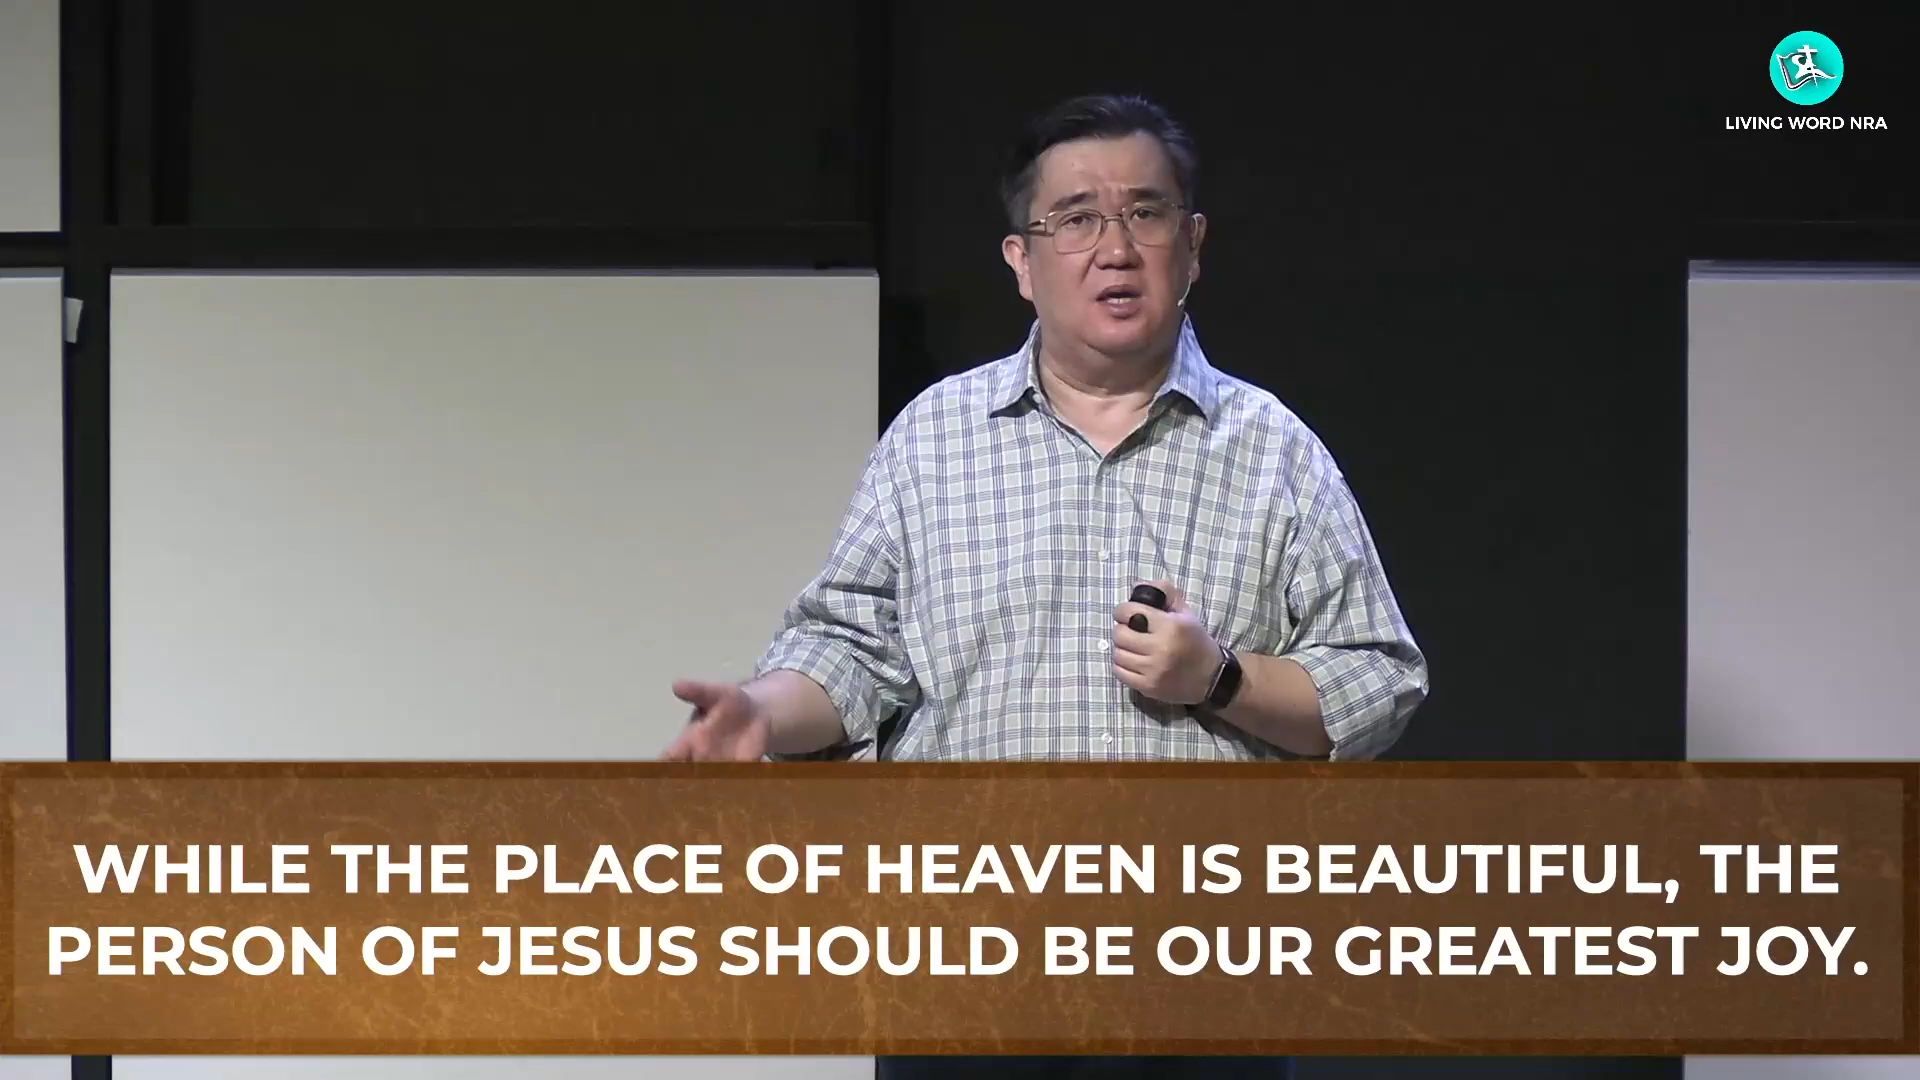 LIVING WORD NRA
WHILE THE PLACE OF HEAVEN IS BEAUTIFUL, THE
PERSON OF JESUS SHOULD BE OUR GREATEST JOY.